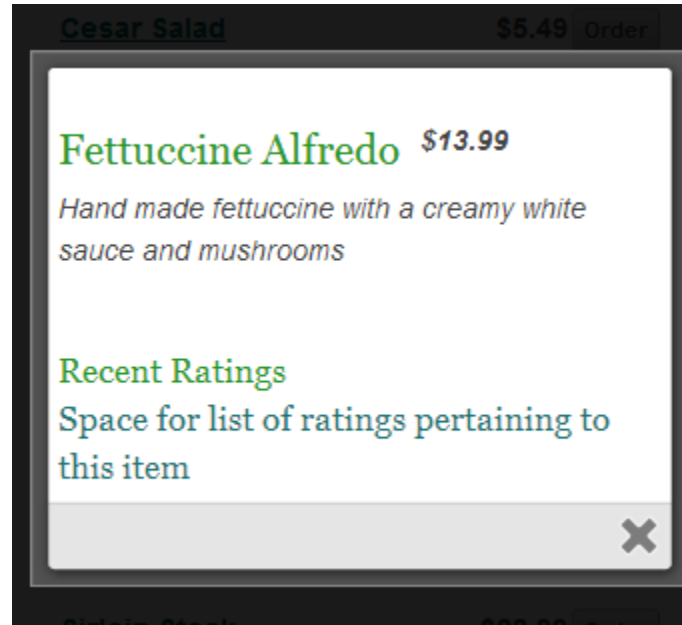 Cesar Salad $5.49 Order
Fettuccine Alfredo $13.99
Hand made fettuccine with a creamy white
sauce and mushrooms
Recent Ratings
Space for list of ratings pertaining to
this item